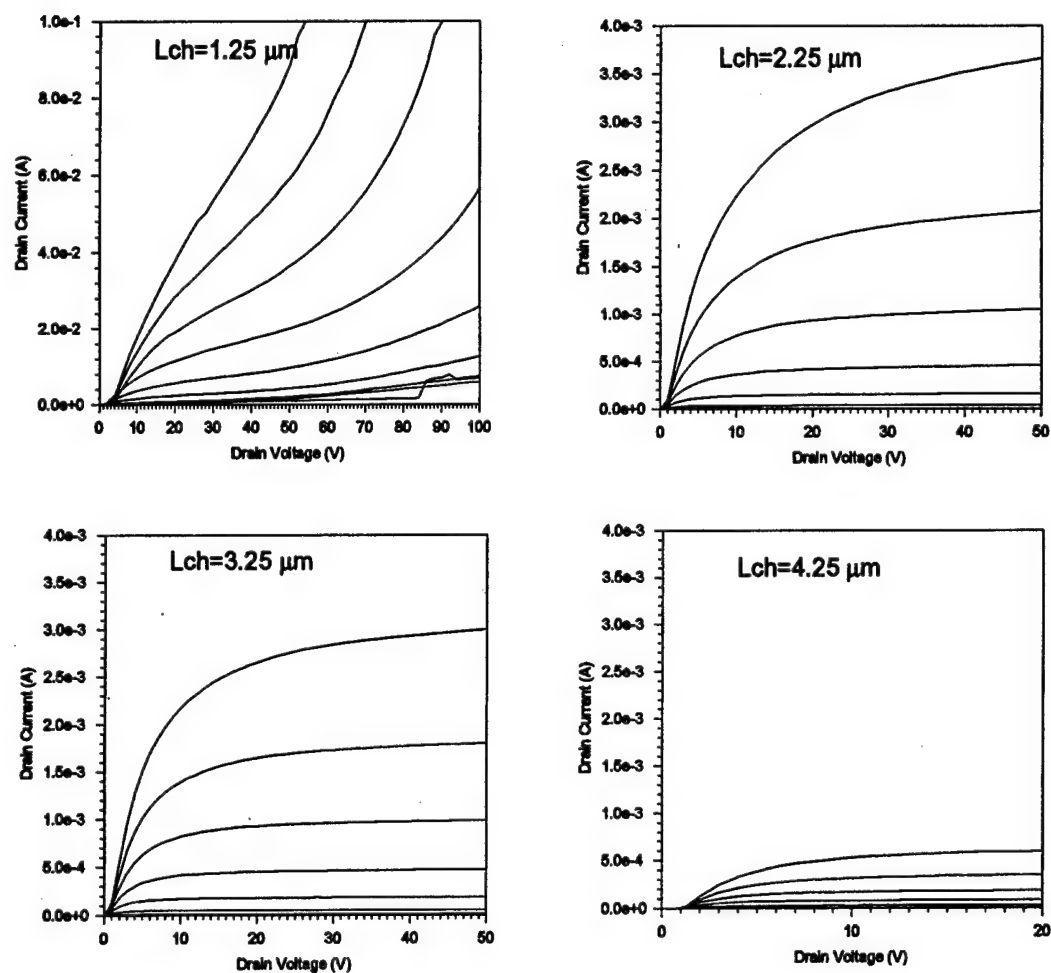 Lch=1.25 μm
Drain Current (A)
1.0e-1
8.0e-2
6.0e-2
4.0e-2
2.0e-2
0.0e+0
0 10 20 30 40 50 60 70 80 90 100
Drain Voltage (V)
Lch=2.25 μm
Drain Current (A)
4.0e-3
3.5e-3
3.0e-3
2.5e-3
2.0e-3
1.5e-3
1.0e-3
5.0e-4
0.0e+0
0 10 20 30 40 50
Drain Voltage (V)
Lch=3.25 μm
Drain Current (A)
4.0e-3
3.5e-3
3.0e-3
2.5e-3
2.0e-3
1.5e-3
1.0e-3
5.0e-4
0.0e+0
0 10 20 30 40 50
Drain Voltage (V)
Lch=4.25 μm
Drain Current (A)
4.0e-3
3.5e-3
3.0e-3
2.5e-3
2.0e-3
1.5e-3
1.0e-3
5.0e-4
0.0e+0
0 10 20
Drain Voltage (V)